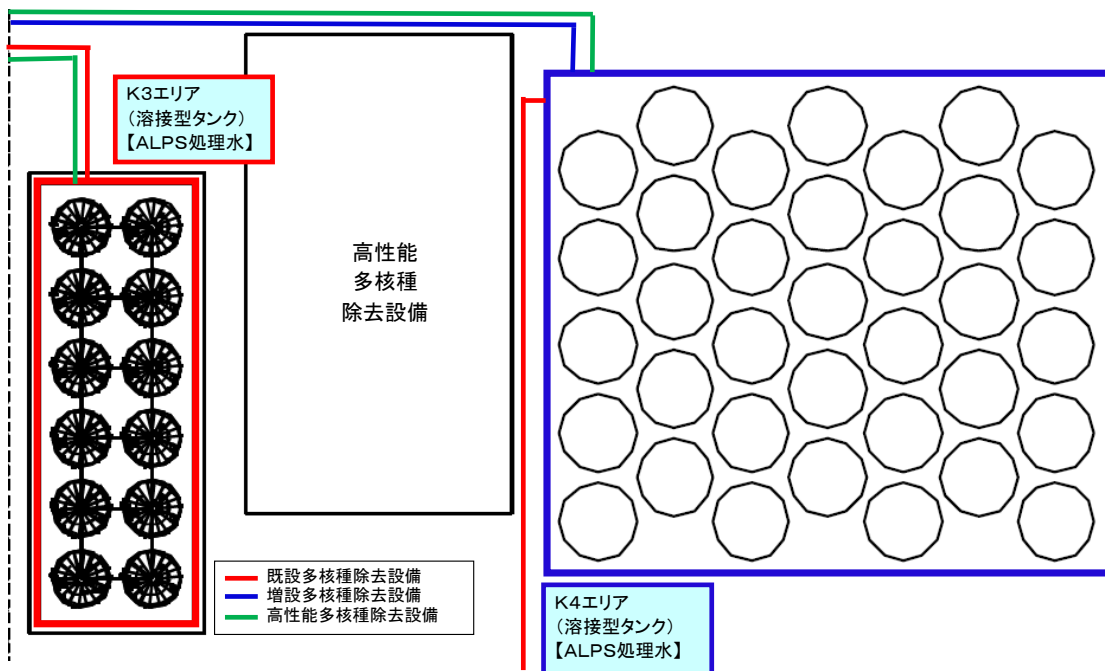 K3エリア
(溶接型タンク)
【ALPS処理水】
高性能
多核種
除去設備
既設多核種除去設備
増設多核種除去設備
高性能多核種除去設備
K4エリア
(溶接型タンク)
【ALPS処理水】